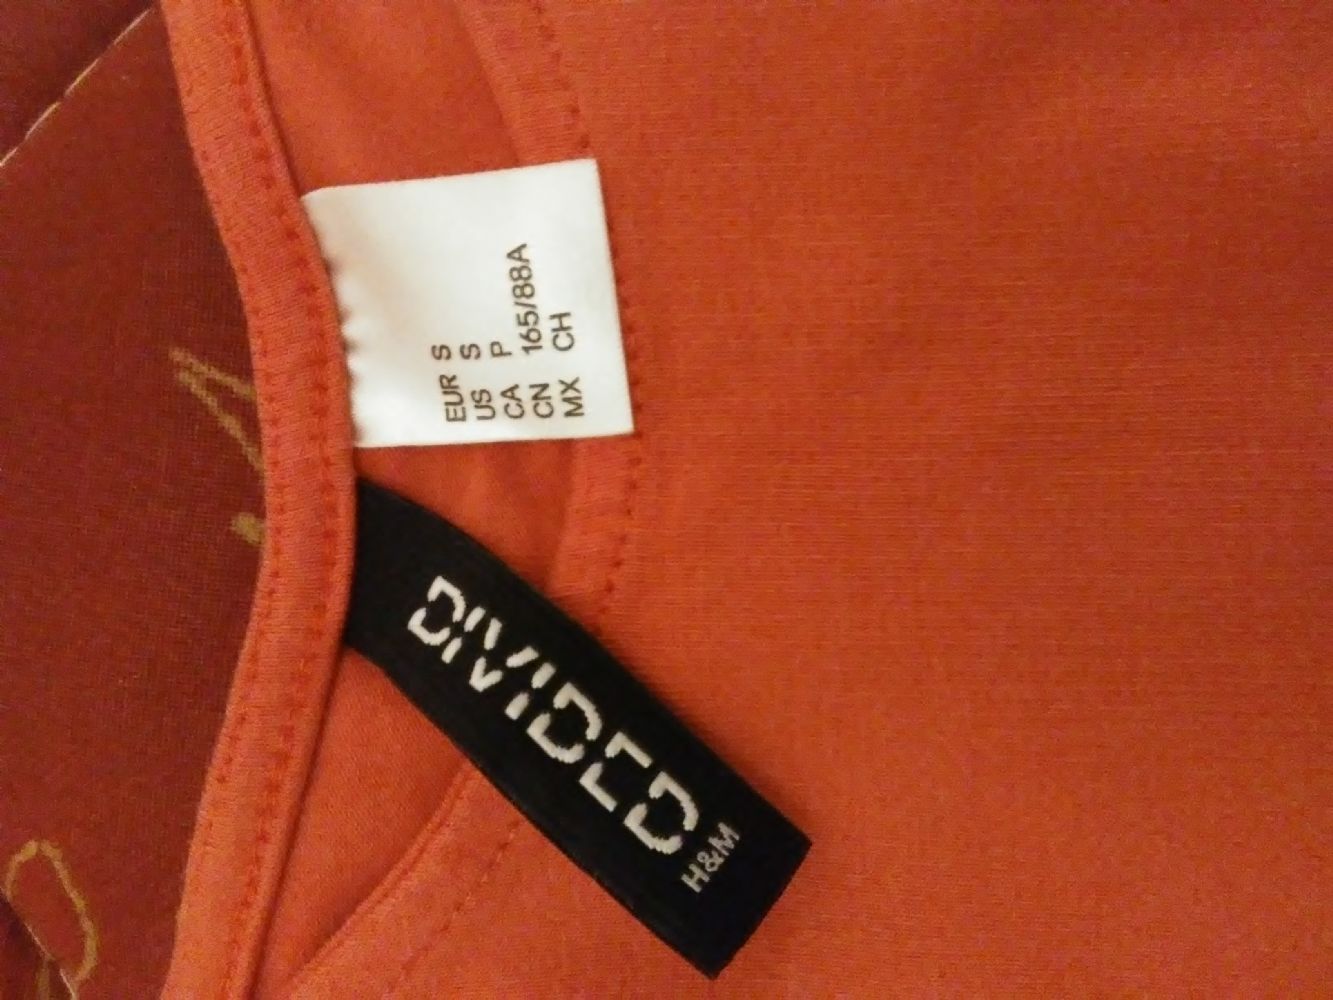 EUR S
US S
CA P
CN 165/88A
MX CH
DIVIDED
H&M